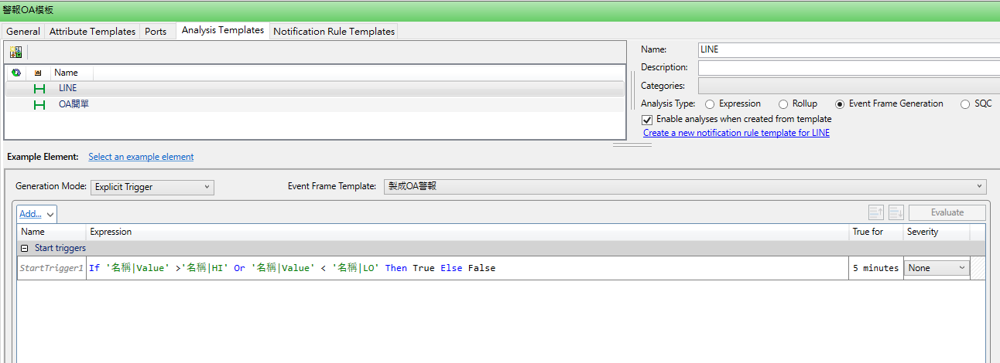 警報OA模板
General Attribute Templates Ports Analysis Templates Notification Rule Templates
Name
LINE
OA開單
Name: LINE
Description:
Categories:
Analysis Type: Expression Rollup Event Frame Generation SQC
Enable analyses when created from template
Create a new notification rule template for LINE
Example Element: Select an example element
Generation Mode: Explicit Trigger Event Frame Template: 製成OA警報
Add... Evaluate
Name Expression True for Severity
Start triggers
StartTrigger1 If '名稱|Value' >'名稱|HI' Or '名稱|Value' < '名稱|LO' Then True Else False 5 minutes None